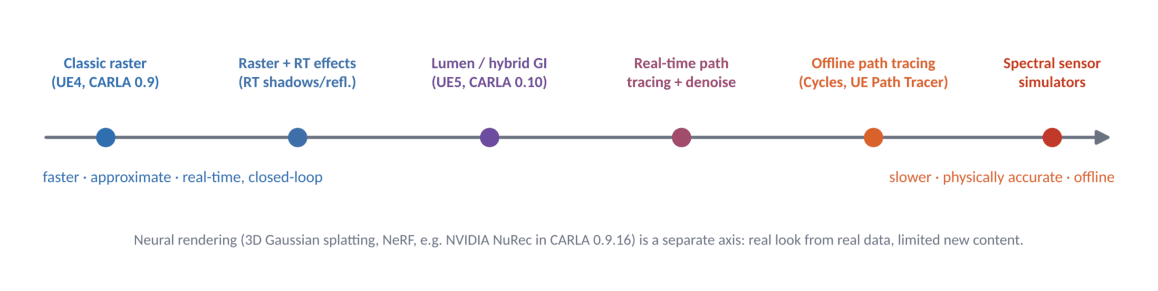 Classic raster
(UE4, CARLA 0.9)
Raster + RT effects
(RT shadows/refl.)
Lumen / hybrid GI
(UE5, CARLA 0.10)
Real-time path
tracing + denoise
Offline path tracing
(Cycles, UE Path Tracer)
Spectral sensor
simulators
faster · approximate · real-time, closed-loop
slower · physically accurate · offline
Neural rendering (3D Gaussian splatting, NeRF, e.g. NVIDIA NuRec in CARLA 0.9.16) is a separate axis: real look from real data, limited new content.